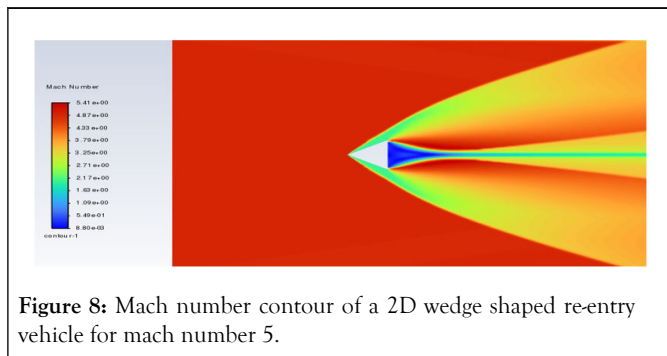 Mach Number
5.41e+00
4.87e+00
4.33e+00
3.79e+00
3.25e+00
2.71e+00
2.17e+00
1.63e+00
1.09e+00
5.49e-01
8.80e-03
contour-1
Figure 8: Mach number contour of a 2D wedge shaped re-entry
vehicle for mach number 5.